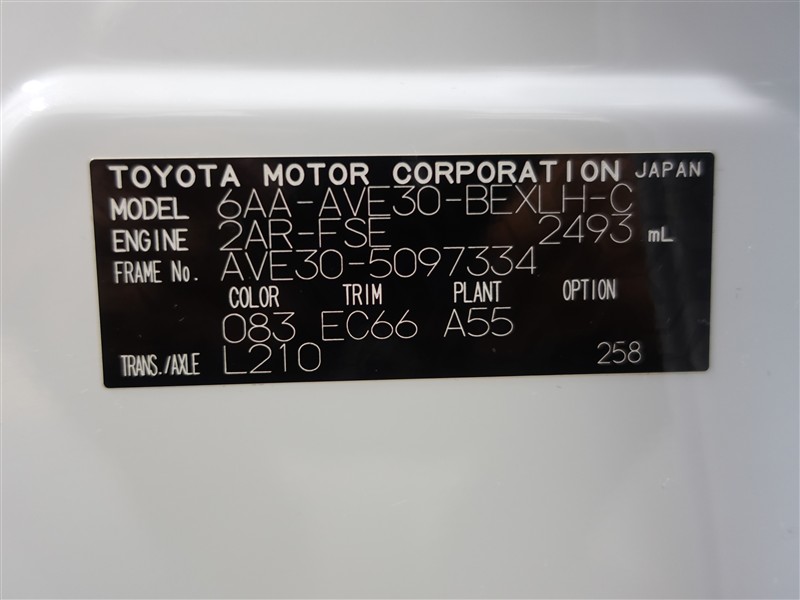 TOYOTA MOTOR CORPORATION JAPAN
MODEL 6AA-AVE30-BEXLH-C
ENGINE 2AR-FSE 2493 mL
FRAME No. AVE30-5097334
COLOR TRIM PLANT OPTION
083 EC66 A55
TRANS./AXLE L210 258